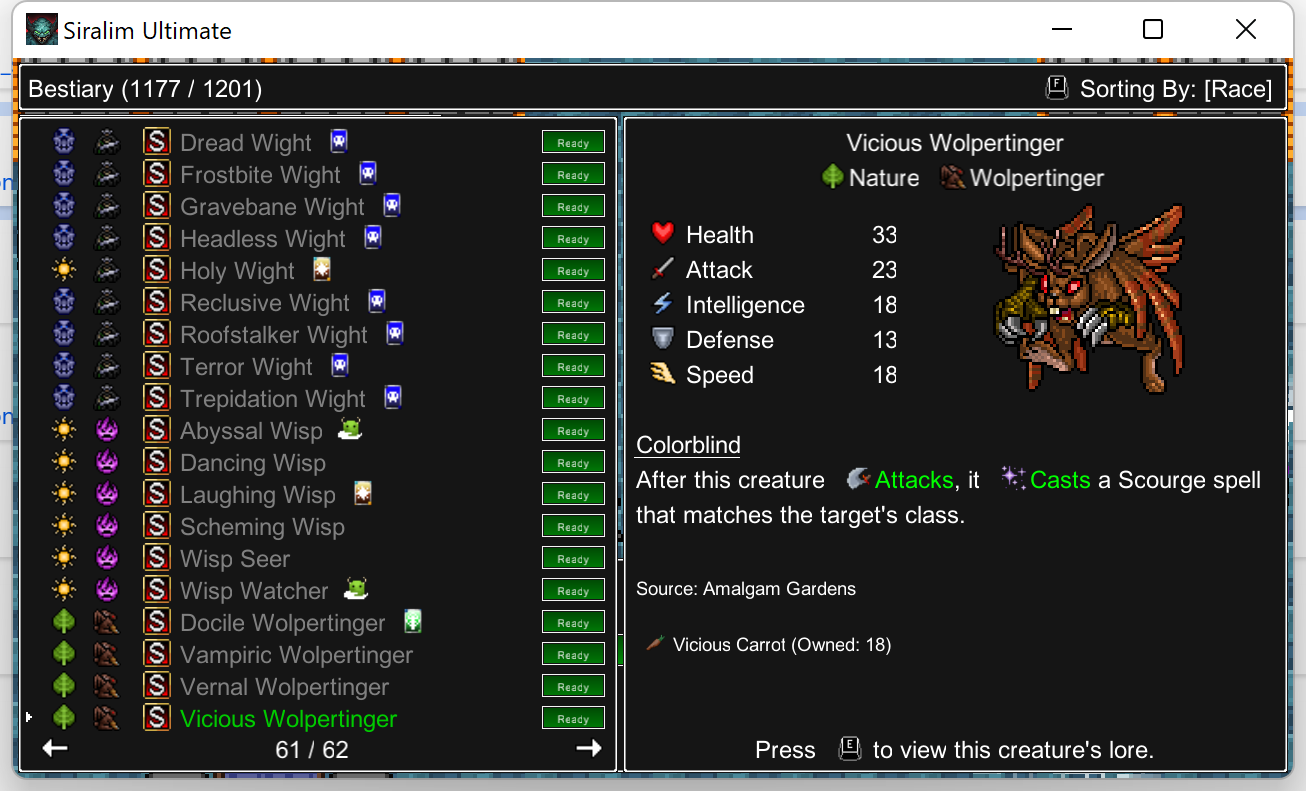 Siralim Ultimate
Bestiary (1177 / 1201)
F Sorting By: [Race]
S Dread Wight Ready
S Frostbite Wight Ready
S Gravebane Wight Ready
S Headless Wight Ready
S Holy Wight Ready
S Reclusive Wight Ready
S Roofstalker Wight Ready
S Terror Wight Ready
S Trepidation Wight Ready
S Abyssal Wisp Ready
S Dancing Wisp Ready
S Laughing Wisp Ready
S Scheming Wisp Ready
S Wisp Seer Ready
S Wisp Watcher Ready
S Docile Wolpertinger Ready
S Vampiric Wolpertinger Ready
S Vernal Wolpertinger Ready
S Vicious Wolpertinger Ready
61 / 62
Vicious Wolpertinger
Nature Wolpertinger
Health 33
Attack 23
Intelligence 18
Defense 13
Speed 18
Colorblind
After this creature Attacks, it Casts a Scourge spell
that matches the target's class.
Source: Amalgam Gardens
Vicious Carrot (Owned: 18)
Press E to view this creature's lore.